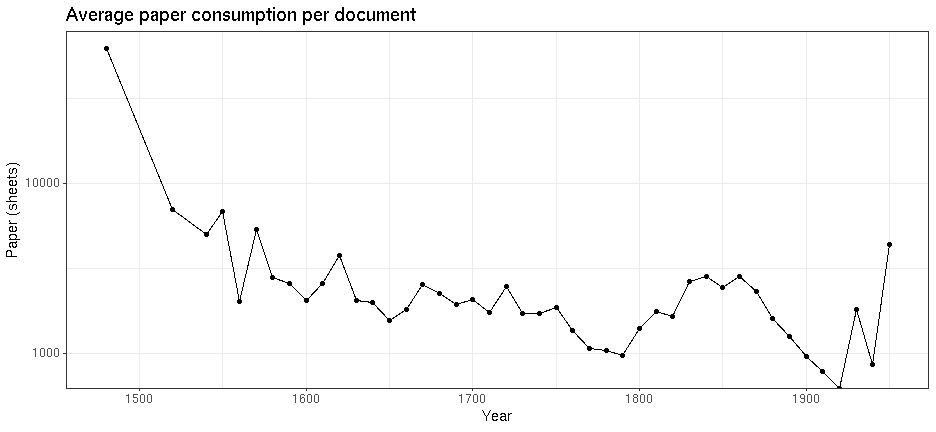 Average paper consumption per document
Paper (sheets)
10000
1000
1500 1600 1700 1800 1900
Year